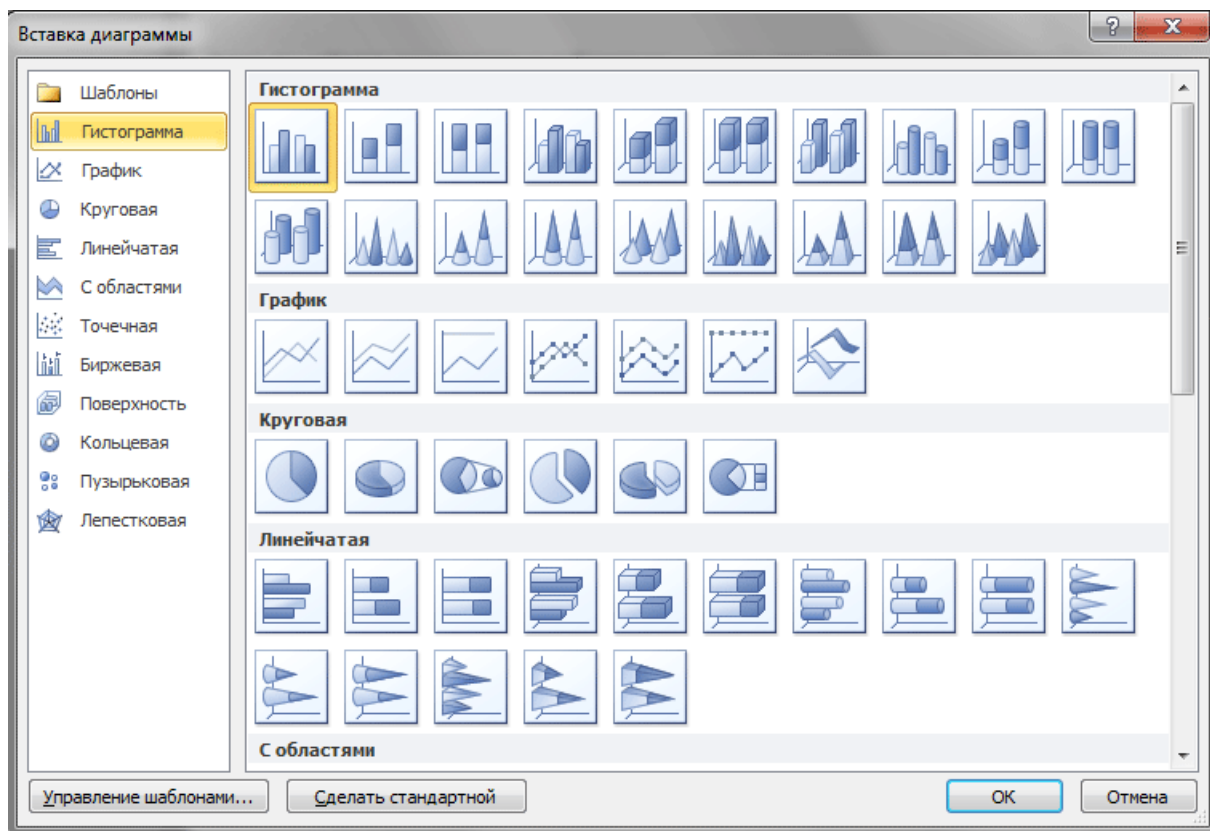 Вставка диаграммы
Шаблоны
Гистограмма
График
Круговая
Линейчатая
С областями
Точечная
Биржевая
Поверхность
Кольцевая
Пузырьковая
Лепестковая
Гистограмма
График
Круговая
Линейчатая
С областями
Управление шаблонами...
Сделать стандартной
ОК
Отмена